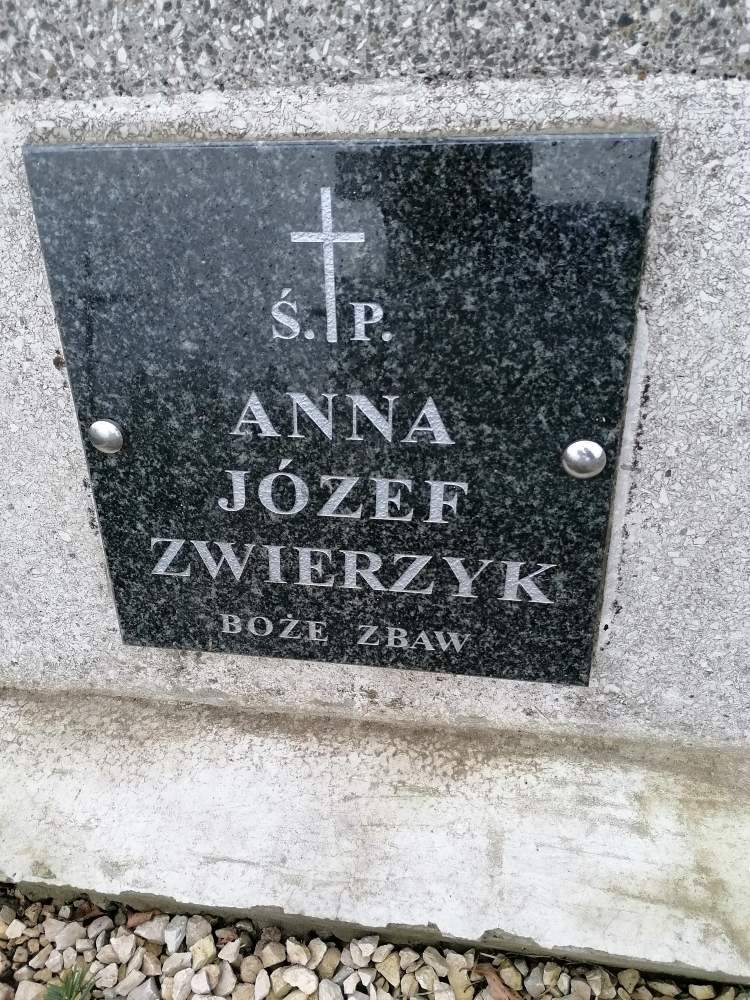 Ś. P.
ANNA
JÓZEF
ZWIERZYK
BOŻE ZBAW